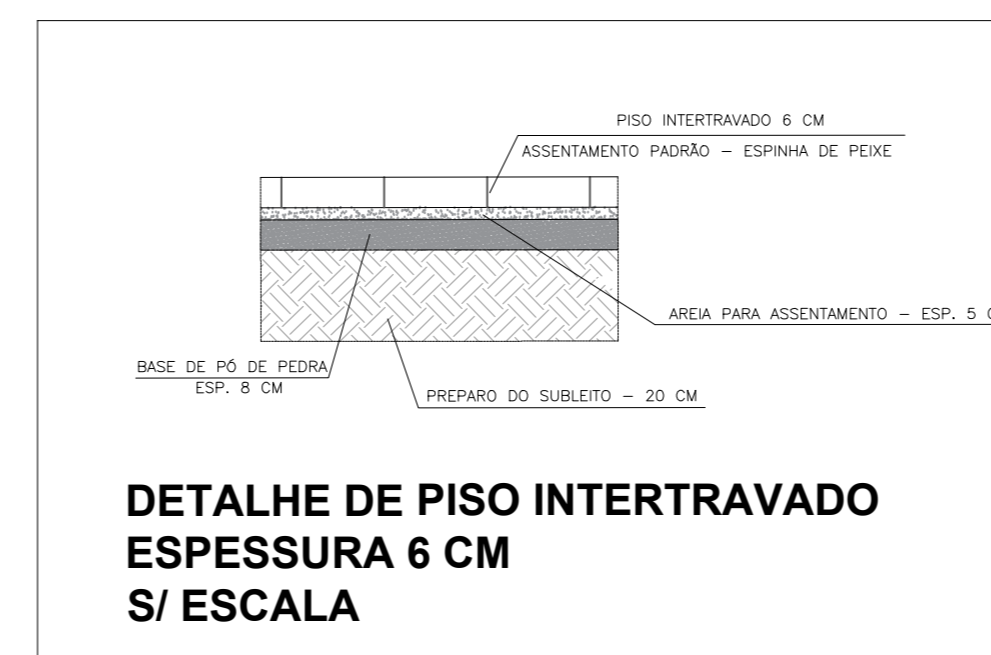 PISO INTERTRAVADO 6 CM
ASSENTAMENTO PADRÃO – ESPINHA DE PEIXE
AREIA PARA ASSENTAMENTO – ESP. 5
BASE DE PÓ DE PEDRA
ESP. 8 CM
PREPARO DO SUBLEITO – 20 CM
DETALHE DE PISO INTERTRAVADO
ESPESSURA 6 CM
S/ ESCALA